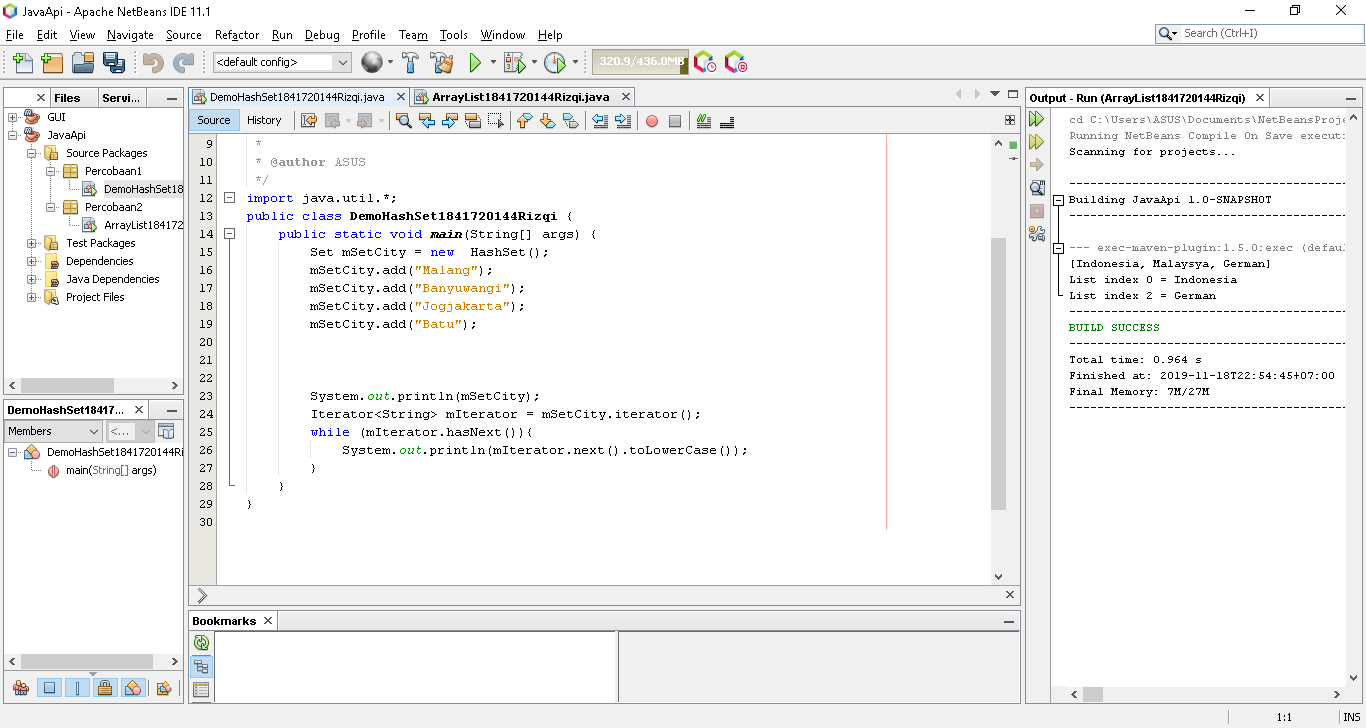 JavaApi - Apache NetBeans IDE 11.1
File Edit View Navigate Source Refactor Run Debug Profile Team Tools Window Help
Search (Ctrl+I)
<default config>
320.9/436.0MB
Files
Servi...
GUI
JavaApi
Source Packages
Percobaan1
DemoHashSet18
Percobaan2
ArrayList184172
Test Packages
Dependencies
Java Dependencies
Project Files
DemoHashSet18417...
Members
<...
DemoHashSet1841720144Ri
main(String[] args)
DemoHashSet1841720144Rizqi.java
ArrayList1841720144Rizqi.java
Source History
9 *
10 * @author ASUS
11 */
12 import java.util.*;
13 public class DemoHashSet1841720144Rizqi {
14 public static void main(String[] args) {
15 Set mSetCity = new  HashSet();
16 mSetCity.add("Malang");
17 mSetCity.add("Banyuwangi");
18 mSetCity.add("Jogjakarta");
19 mSetCity.add("Batu");
20
21
22
23 System.out.println(mSetCity);
24 Iterator<String> mIterator = mSetCity.iterator();
25 while (mIterator.hasNext()){
26 System.out.println(mIterator.next().toLowerCase());
27 }
28 }
29 }
30
Bookmarks
Output - Run (ArrayList1841720144Rizqi)
cd C:\Users\ASUS\Documents\NetBeansProje
Running NetBeans Compile On Save execut
Scanning for projects...
------------------------------------
Building JavaApi 1.0-SNAPSHOT
------------------------------------
--- exec-maven-plugin:1.5.0:exec (defau
[Indonesia, Malaysya, German]
List index 0 = Indonesia
List index 2 = German
------------------------------------
BUILD SUCCESS
------------------------------------
Total time: 0.964 s
Finished at: 2019-11-18T22:54:45+07:00
Final Memory: 7M/27M
------------------------------------
1:1
INS